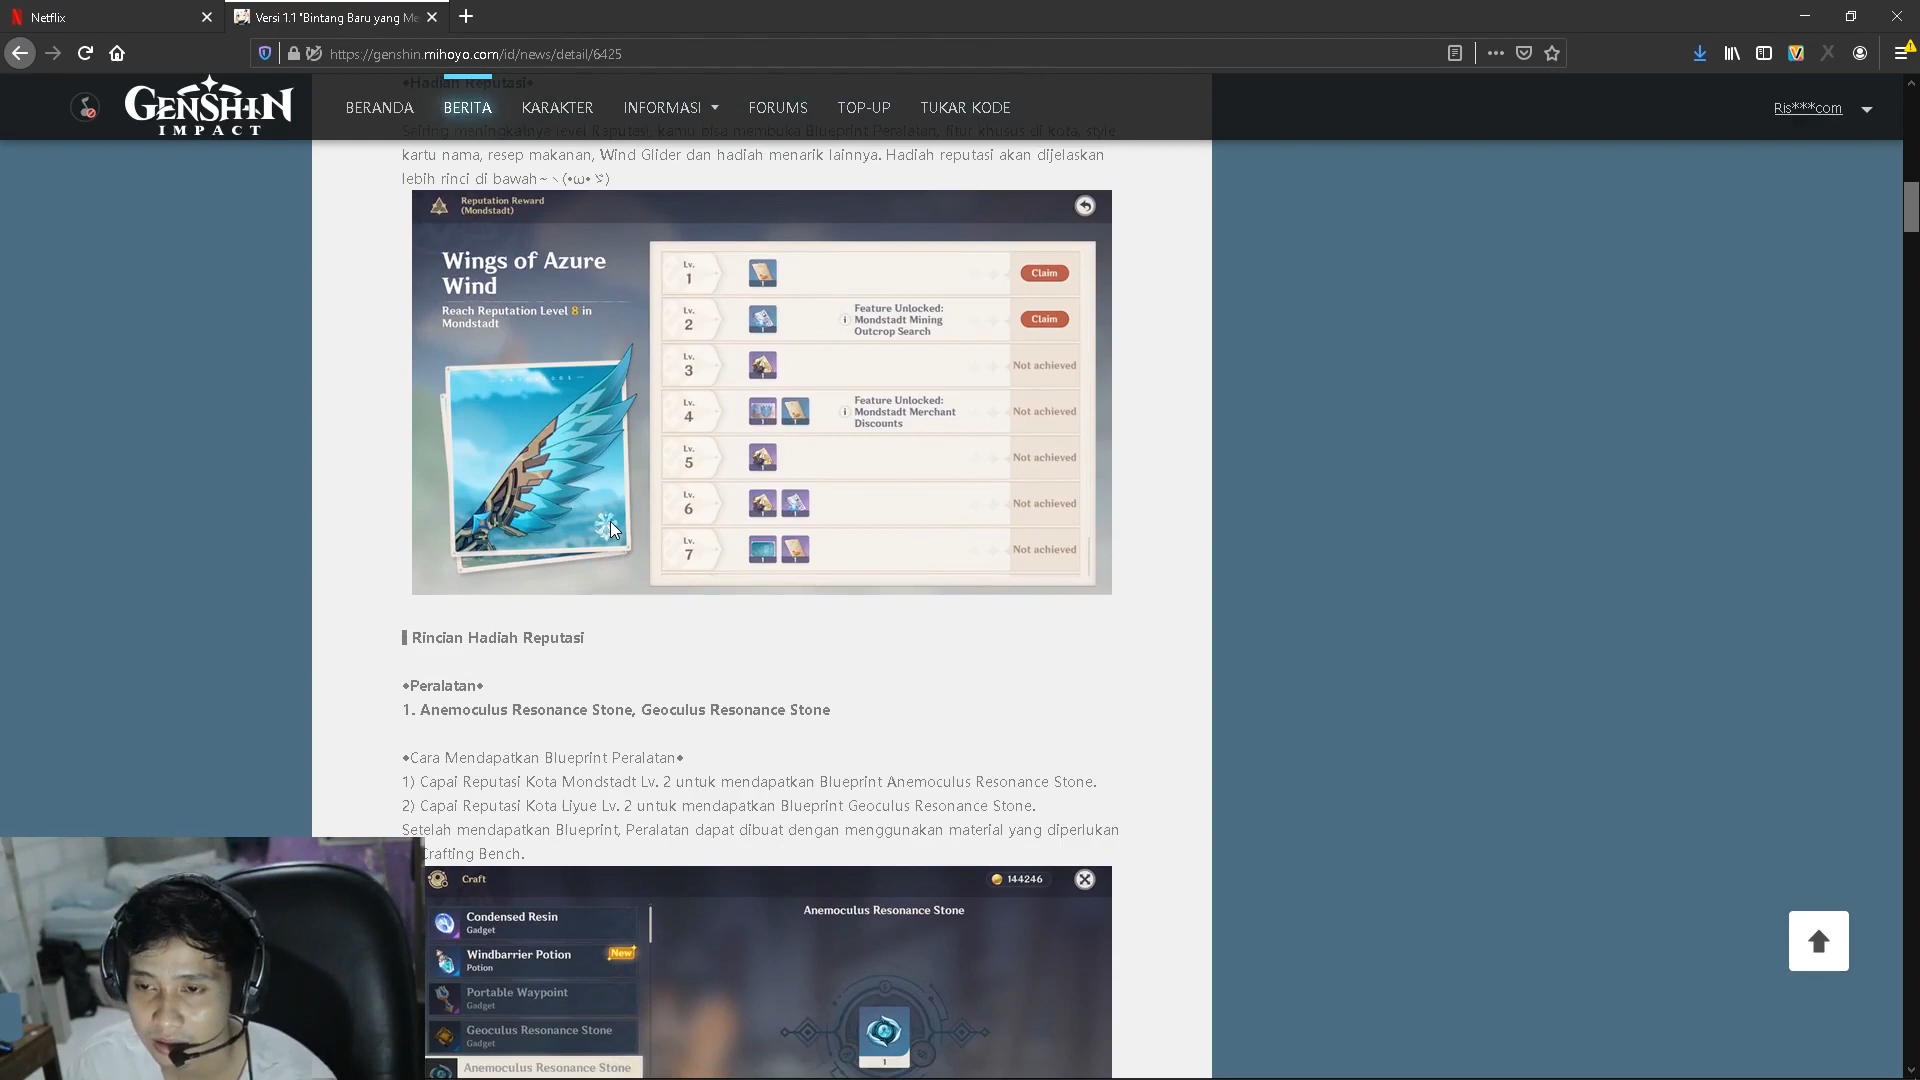 Netflix
Versi 1.1 "Bintang Baru yang Me
https://genshin.mihoyo.com/id/news/detail/6425
GENSHIN
IMPACT
BERANDA
BERITA
KARAKTER
INFORMASI
FORUMS
TOP-UP
TUKAR KODE
Ris***com
◆Hadiah Reputasi◆
Seiring meningkatnya level Reputasi, kamu bisa membuka Blueprint Peralatan, fitur khusus di kota, style
kartu nama, resep makanan, Wind Glider dan hadiah menarik lainnya. Hadiah reputasi akan dijelaskan
lebih rinci di bawah~ヽ(•ω•ゞ)
Reputation Reward
(Mondstadt)
Wings of Azure
Wind
Reach Reputation Level 8 in
Mondstadt
Lv.
1
Claim
Lv.
2
1
Feature Unlocked:
Mondstadt Mining
Outcrop Search
Claim
Lv.
3
1
Not achieved
Lv.
4
Feature Unlocked:
Mondstadt Merchant
Discounts
Not achieved
Lv.
5
1
Not achieved
Lv.
6
1
1
Not achieved
Lv.
7
1
1
Not achieved
Rincian Hadiah Reputasi
◆Peralatan◆
1. Anemoculus Resonance Stone, Geoculus Resonance Stone
◆Cara Mendapatkan Blueprint Peralatan◆
1) Capai Reputasi Kota Mondstadt Lv. 2 untuk mendapatkan Blueprint Anemoculus Resonance Stone.
2) Capai Reputasi Kota Liyue Lv. 2 untuk mendapatkan Blueprint Geoculus Resonance Stone.
Setelah mendapatkan Blueprint, Peralatan dapat dibuat dengan menggunakan material yang diperlukan
Crafting Bench.
Craft
144246
Condensed Resin
Gadget
Windbarrier Potion
Potion
New
Portable Waypoint
Gadget
Geoculus Resonance Stone
Gadget
Anemoculus Resonance Stone
Anemoculus Resonance Stone
1